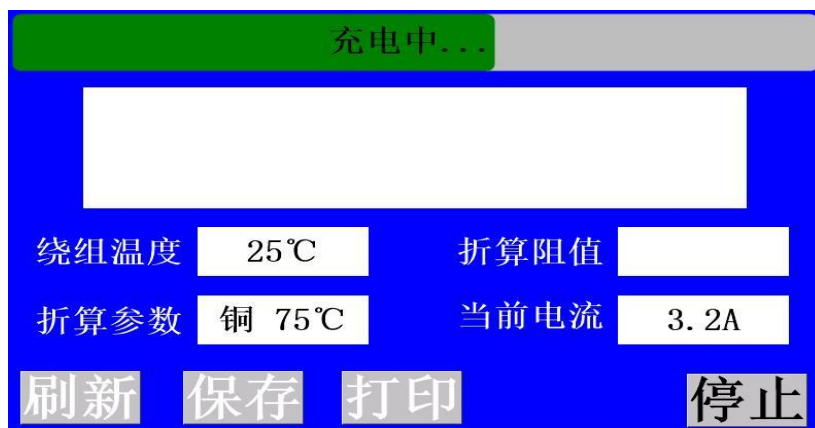 充电中...
绕组温度 25℃ 折算阻值
折算参数 铜 75℃ 当前电流 3.2A
刷新 保存 打印 停止